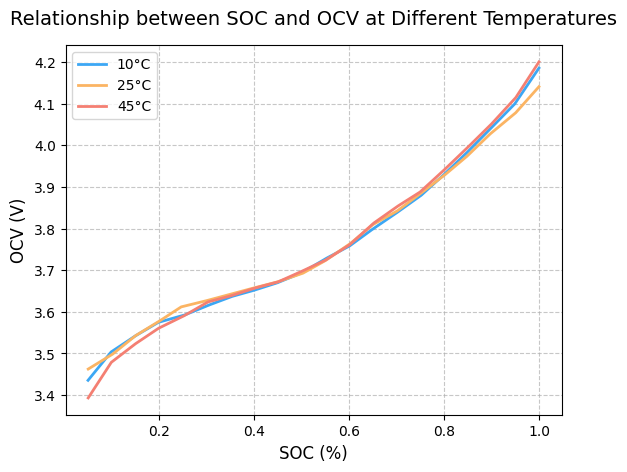 Relationship between SOC and OCV at Different Temperatures
10°C
25°C
45°C
OCV (V)
4.2
4.1
4.0
3.9
3.8
3.7
3.6
3.5
3.4
0.2 0.4 0.6 0.8 1.0
SOC (%)